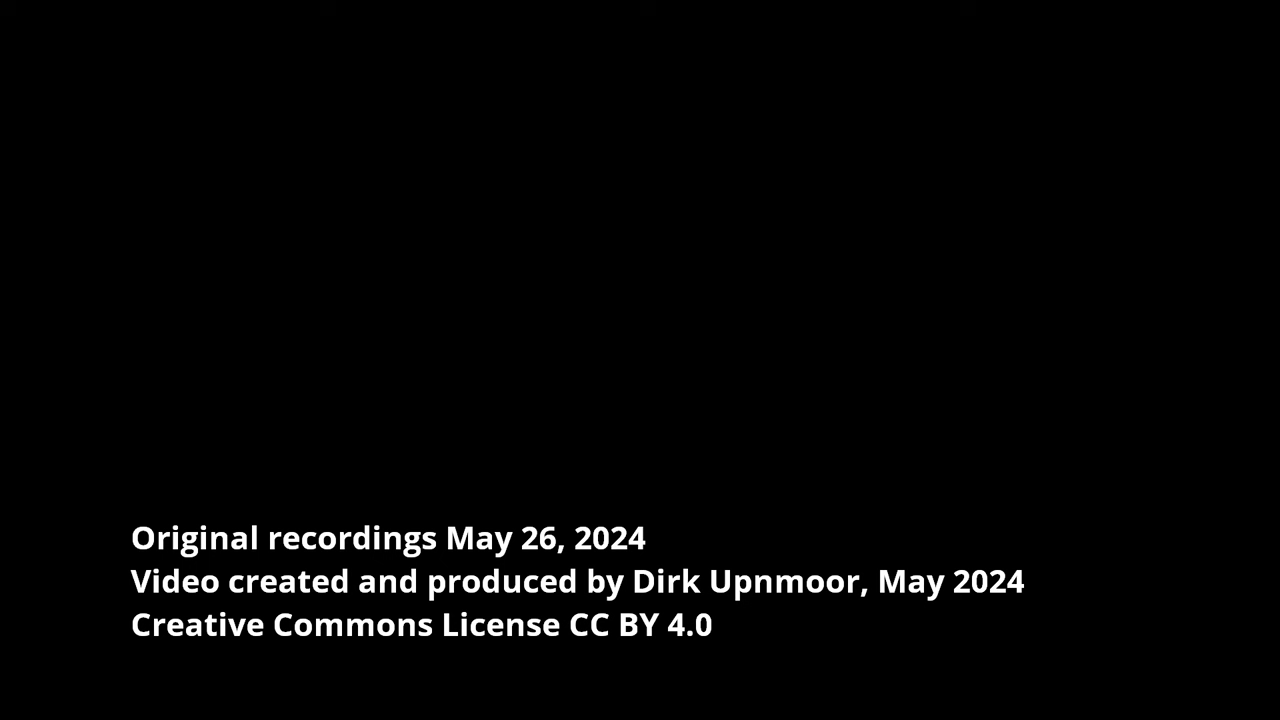 Original recordings May 26, 2024
Video created and produced by Dirk Upnmoor, May 2024
Creative Commons License CC BY 4.0